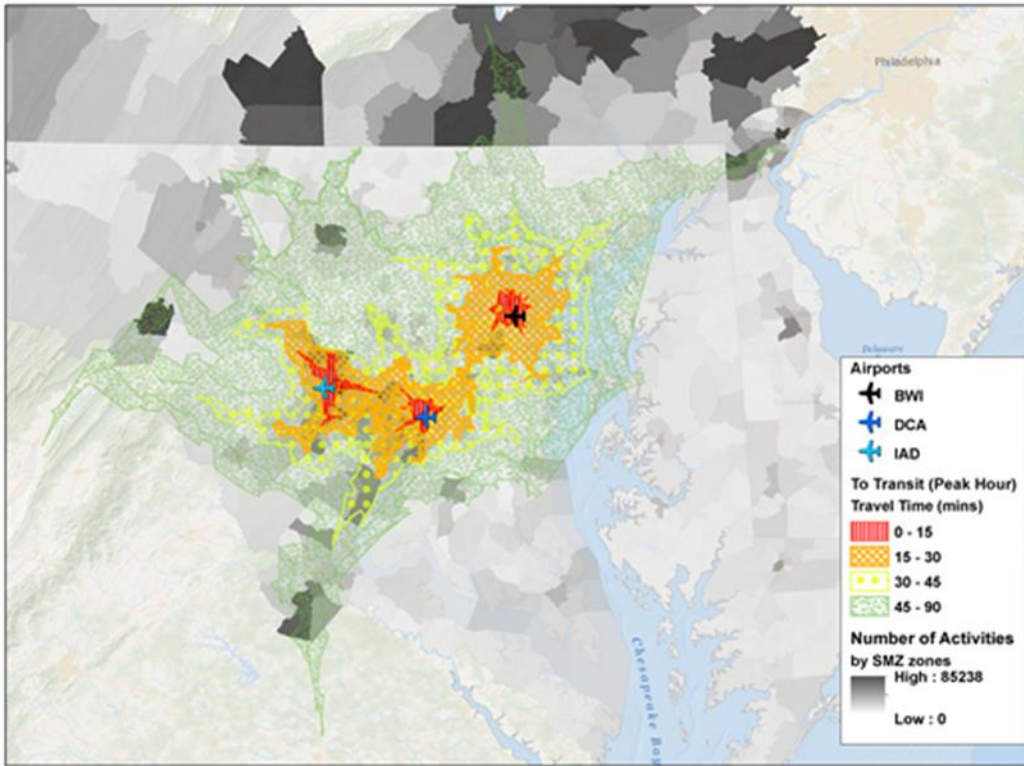 Philadelphia
Delaware
Airports
BWI
DCA
IAD
To Transit (Peak Hour)
Travel Time (mins)
0 - 15
15 - 30
30 - 45
45 - 90
Number of Activities
by SMZ zones
High : 85238
Low : 0
Chesapeake Bay